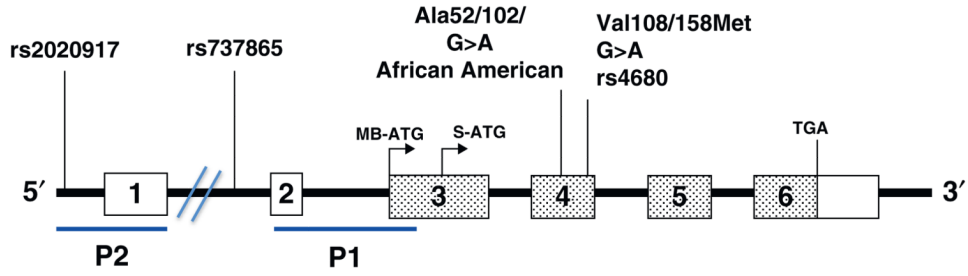 Ala52/102/
G>A
African American
Val108/158Met
G>A
rs4680
rs2020917
rs737865
MB-ATG
S-ATG
TGA
5′
1
2
3
4
5
6
3′
P2
P1